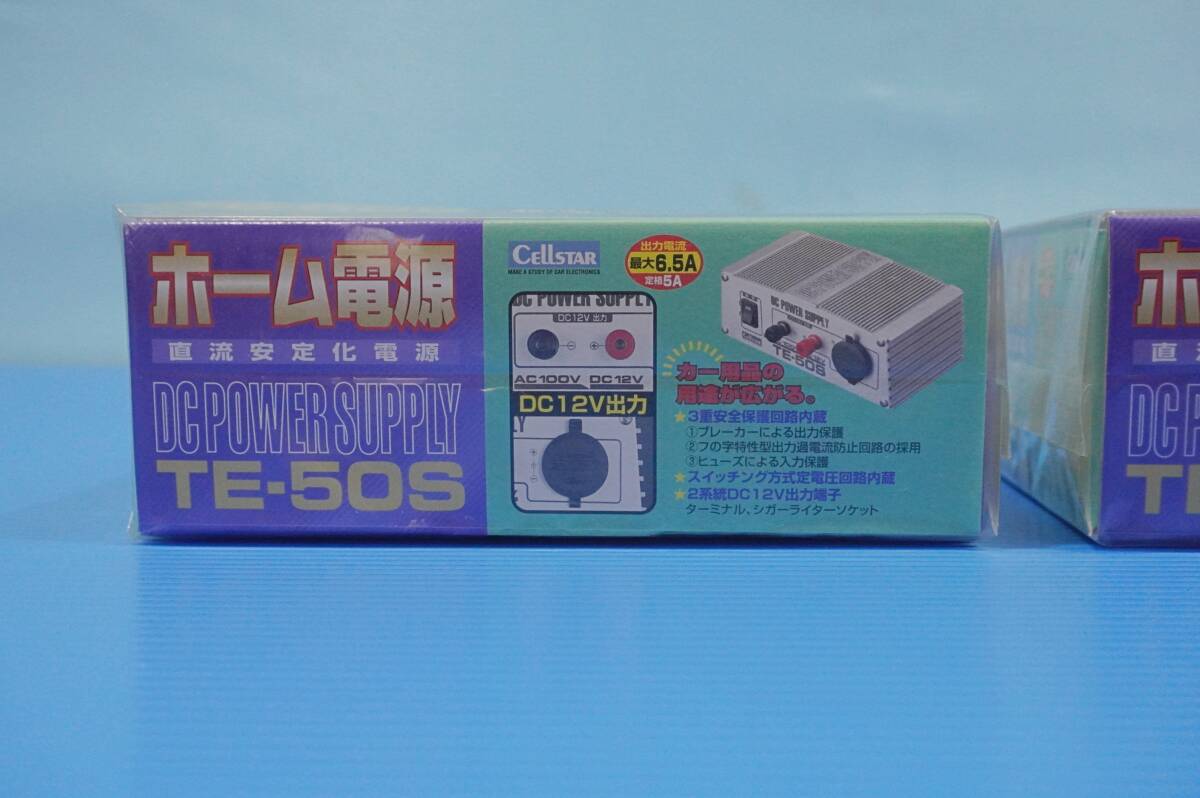 ホーム電源
直流安定化電源
DC POWER SUPPLY
TE-50S
CELLSTAR
MAKE A STUDY OF CAR ELECTRONICS
出力電流
最大6.5A
定格5A
DC POWER SUPPLY
DC12V 出力
AC100V DC12V
DC12V出力
DC POWER SUPPLY
TE-50S
カー用品の
用途が広がる。
★3重安全保護回路内蔵
①ブレーカーによる出力保護
②フの字特性型出力過電流防止回路の採用
③ヒューズによる入力保護
★スイッチング方式定電圧回路内蔵
★2系統DC12V出力端子
ターミナル、シガーライターソケット
ホ
直流
DC P
TE